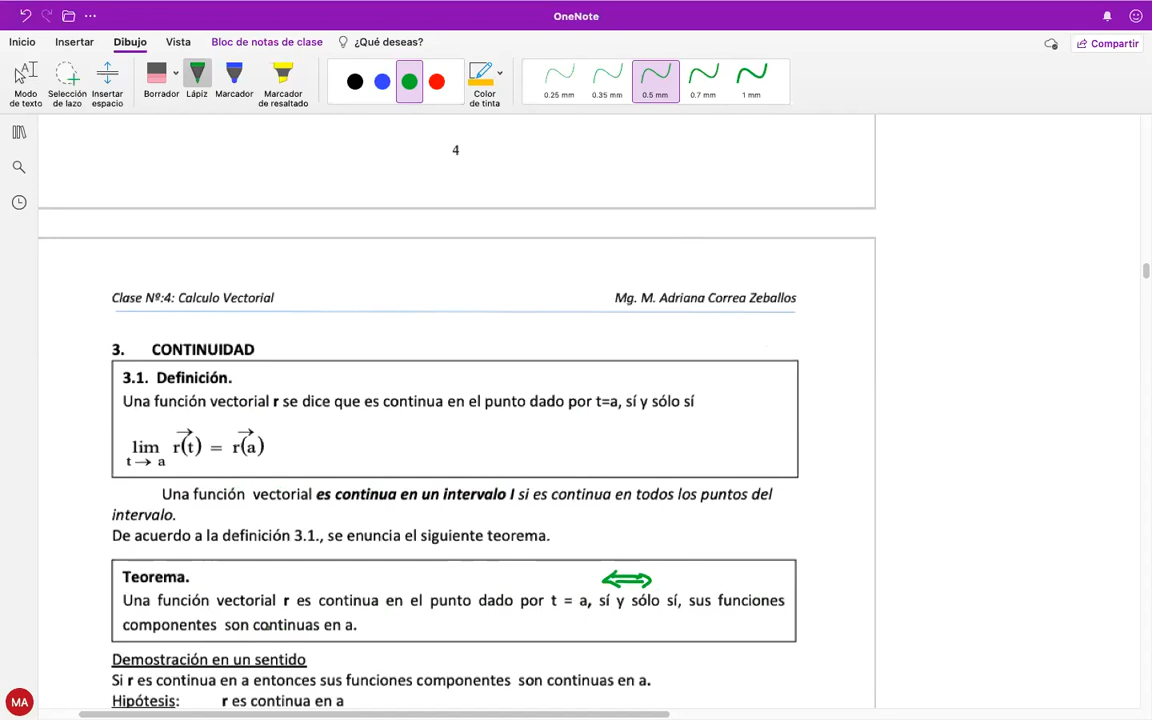 OneNote
Inicio Insertar Dibujo Vista Bloc de notas de clase ¿Qué deseas? Compartir
Modo de texto
Selección de lazo
Insertar espacio
Borrador
Lápiz
Marcador
Marcador de resaltado
Color de tinta
0.25 mm 0.35 mm 0.5 mm 0.7 mm 1 mm
4
Clase Nº:4: Calculo Vectorial Mg. M. Adriana Correa Zeballos
3. CONTINUIDAD
3.1. Definición.
Una función vectorial r se dice que es continua en el punto dado por t=a, sí y sólo sí
lim r(t) = r(a)
t → a
Una función vectorial es continua en un intervalo I si es continua en todos los puntos del
intervalo.
De acuerdo a la definición 3.1., se enuncia el siguiente teorema.
Teorema.
Una función vectorial r es continua en el punto dado por t = a, sí y sólo sí, sus funciones
componentes son continuas en a.
Demostración en un sentido
Si r es continua en a entonces sus funciones componentes son continuas en a.
Hipótesis: r es continua en a
MA